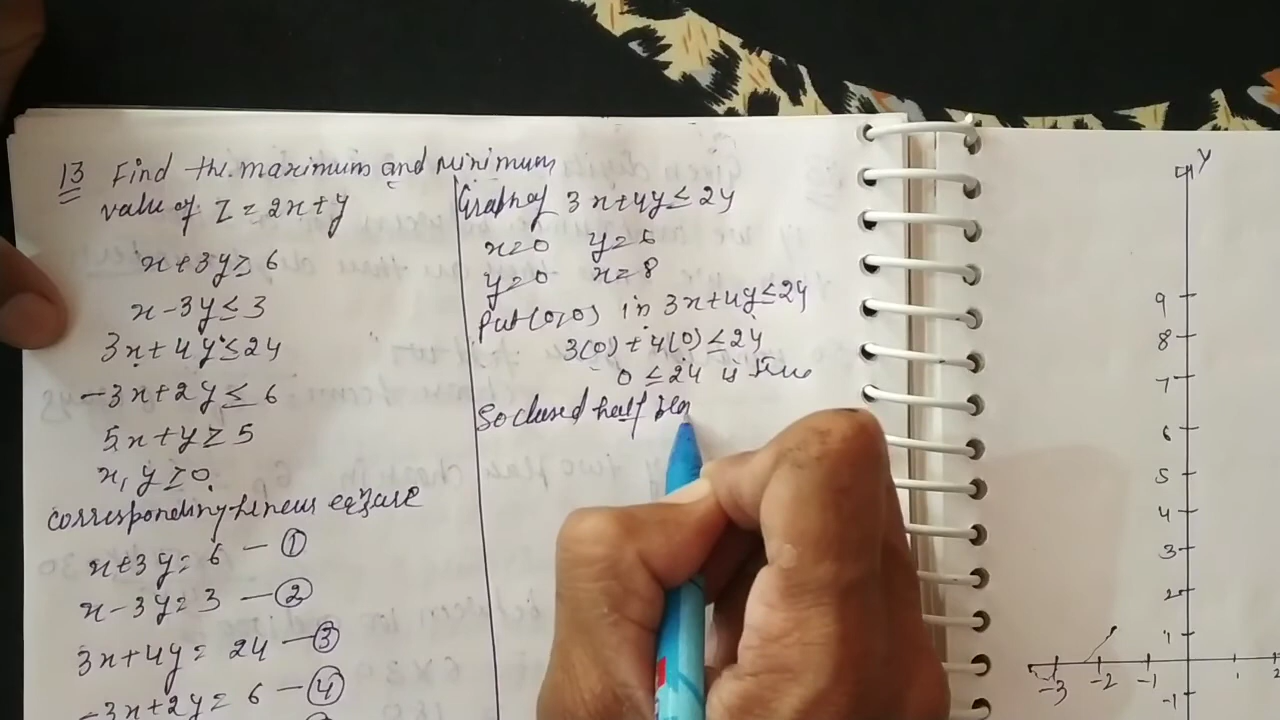 13 Find the maximum and minimum
value of Z = 2x+y
x+3y ≥ 6
x-3y ≤ 3
3x+4y ≤ 24
-3x+2y ≤ 6
5x+y ≥ 5
x, y ≥ 0
corresponding linear eqs are
x+3y = 6 — ①
x-3y = 3 — ②
3x+4y = 24 — ③
-3x+2y = 6 — ④
Graph of 3x+4y ≤ 24
x=0 y=6
y=0 x=8
Put (0,0) in 3x+4y ≤ 24
3(0)+4(0) ≤ 24
0 ≤ 24 is true
So closed half
y
9
8
7
6
5
4
3
2
1
-3 -2 -1 1 2
-1